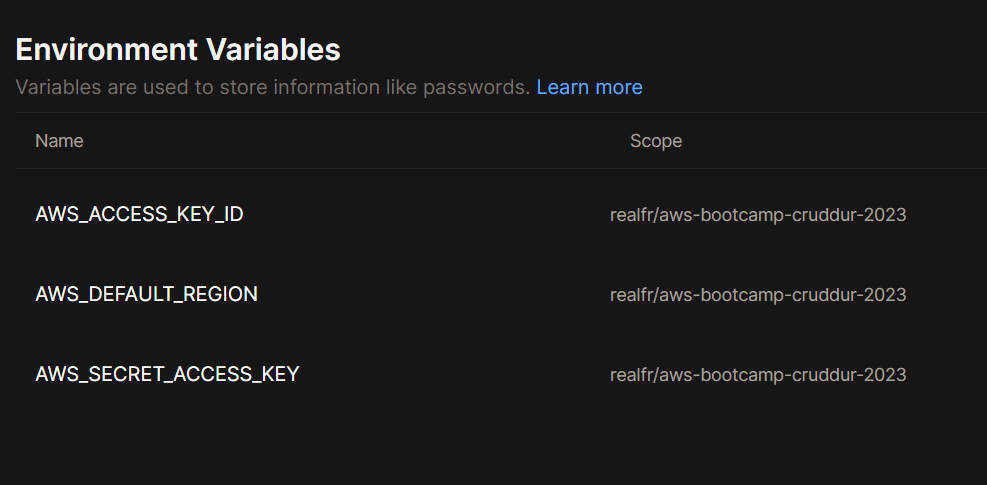 Environment Variables
Variables are used to store information like passwords. Learn more
Name Scope
AWS_ACCESS_KEY_ID realfr/aws-bootcamp-cruddur-2023
AWS_DEFAULT_REGION realfr/aws-bootcamp-cruddur-2023
AWS_SECRET_ACCESS_KEY realfr/aws-bootcamp-cruddur-2023